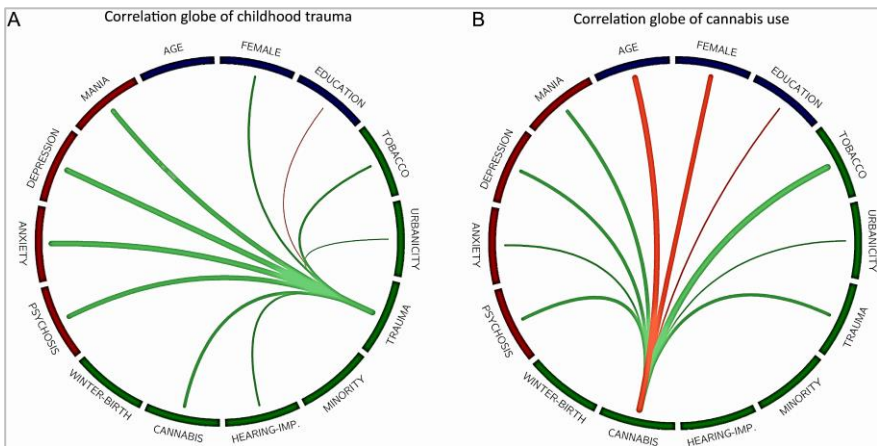 A
Correlation globe of childhood trauma
AGE
FEMALE
EDUCATION
TOBACCO
URBANICITY
TRAUMA
MINORITY
HEARING-IMP.
CANNABIS
WINTER-BIRTH
PSYCHOSIS
ANXIETY
DEPRESSION
MANIA
B
Correlation globe of cannabis use
AGE
FEMALE
EDUCATION
TOBACCO
URBANICITY
TRAUMA
MINORITY
HEARING-IMP.
CANNABIS
WINTER-BIRTH
PSYCHOSIS
ANXIETY
DEPRESSION
MANIA